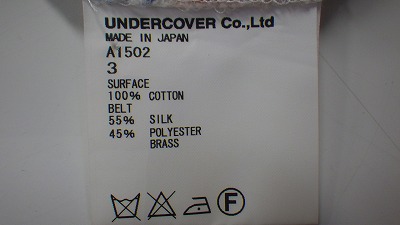 UNDERCOVER Co.,Ltd
MADE IN JAPAN
A1502
3
SURFACE
100% COTTON
BELT
55% SILK
45% POLYESTER
BRASS
F